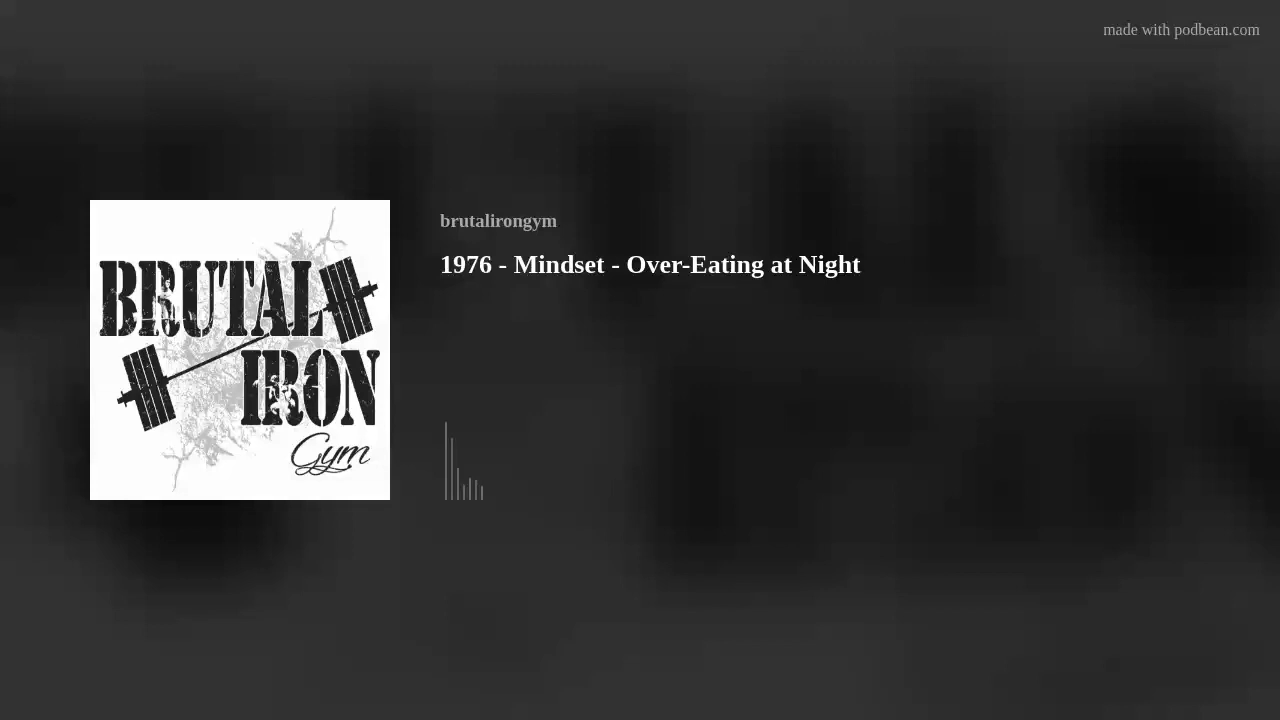 made with podbean.com
brutalirongym
1976 - Mindset - Over-Eating at Night
BRUTAL
IRON
Gym